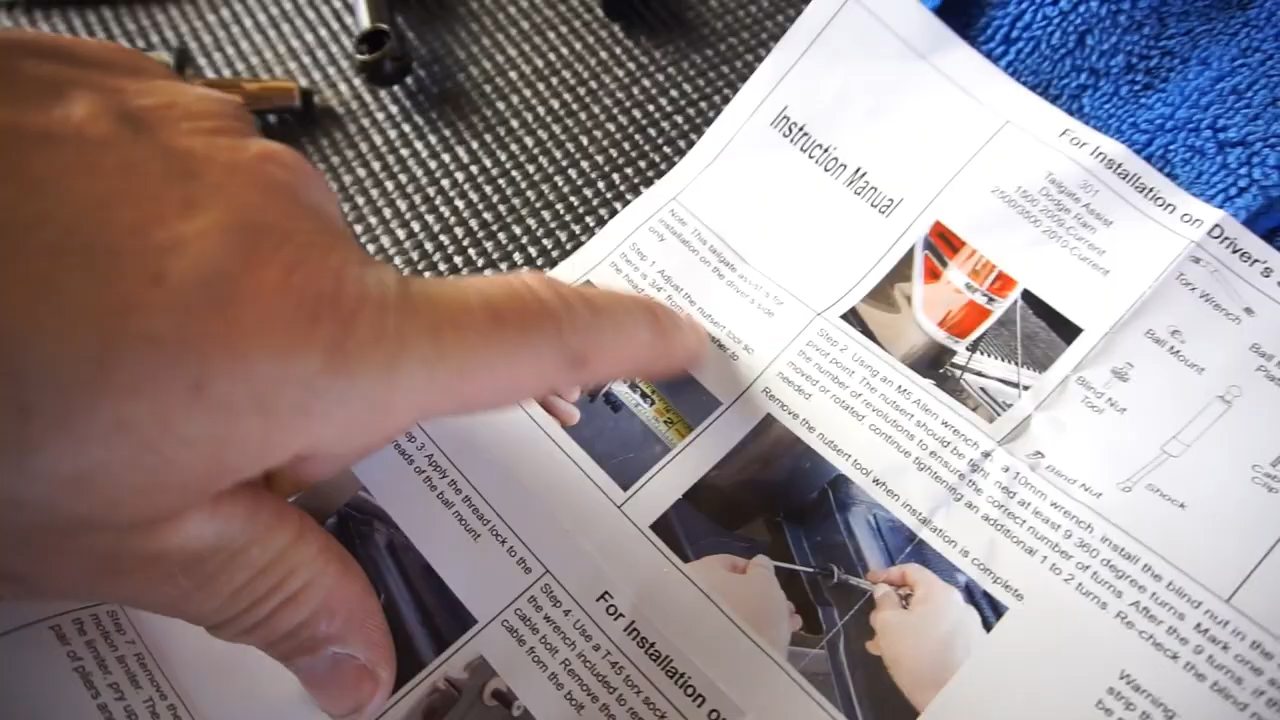 For Installation on Driver's
Instruction Manual
301
Tailgate Assist
Dodge Ram
1500 2009-Current
2500/3500 2010-Current
Torx Wrench
Ball Mount
Blind Nut
Tool
Blind Nut
Shock
Note: This tailgate assist is for
installation on the driver's side
only
Step 1: Adjust the nutsert tool so
there is 3/4" from
the head
Step 2: Using an M5 Allen wrench, a 10mm wrench, install the blind nut in the
pivot point. The nutsert should be at least 9 360 degree turns. Mark one
the number of revolutions to ensure the correct number of turns. After the 9 turns, if
moved or rotated, continue tightening an additional 1 to 2 turns. Re-check the blind
needed.
Remove the nutsert tool when installation is complete
Warning
strip
be
3: Apply the thread lock to the
of the ball mount.
For Installation
Step 4: Use a T-45 torx
the wrench included to
cable bolt. Remove the
cable from the bolt.
Step 7: Remove the
motion limiter. The
the limiter, pry up
pair of pliers